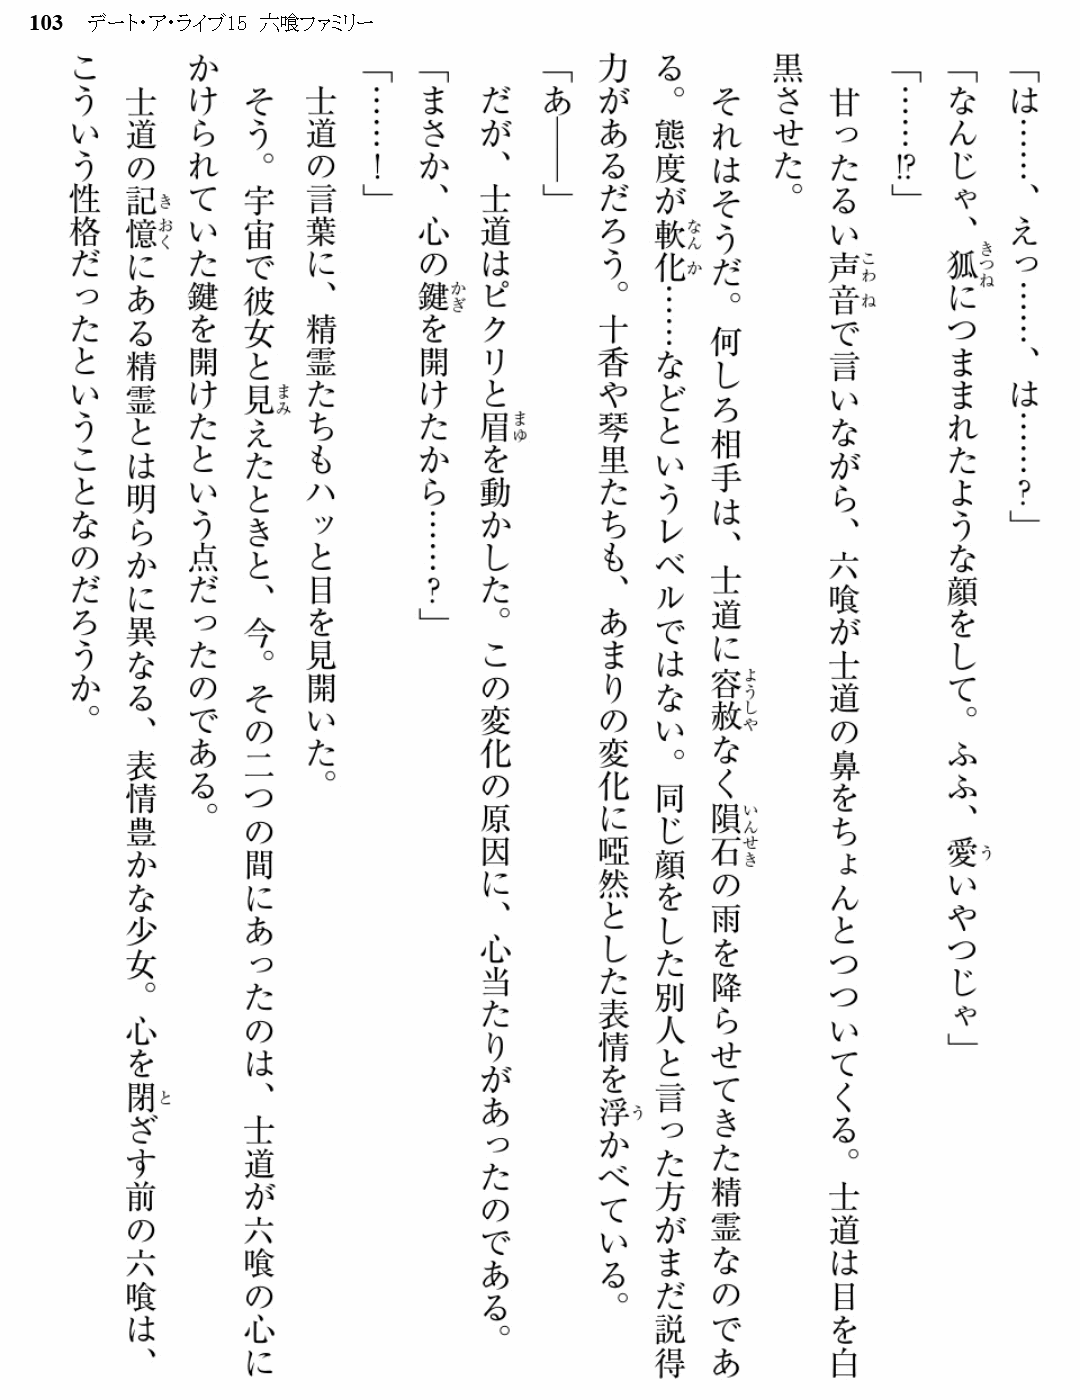 103 デート・ア・ライブ15 六喰ファミリー
「は……、えっ……、は……?」
「なんじゃ、狐につままれたような顔をして。ふふ、愛いやつじゃ」
「……!?」
　甘ったるい声音で言いながら、六喰が士道の鼻をちょんとつついてくる。士道は目を白
黒させた。
　それはそうだ。何しろ相手は、士道に容赦なく隕石の雨を降らせてきた精霊なのであ
る。態度が軟化……などというレベルではない。同じ顔をした別人と言った方がまだ説得
力があるだろう。十香や琴里たちも、あまりの変化に啞然とした表情を浮かべている。
「あ――」
　だが、士道はピクリと眉を動かした。この変化の原因に、心当たりがあったのである。
「まさか、心の鍵を開けたから……?」
「……!」
　士道の言葉に、精霊たちもハッと目を見開いた。
　そう。宇宙で彼女と見えたときと、今。その二つの間にあったのは、士道が六喰の心に
かけられていた鍵を開けたという点だったのである。
　士道の記憶にある精霊とは明らかに異なる、表情豊かな少女。心を閉ざす前の六喰は、
こういう性格だったということなのだろうか。